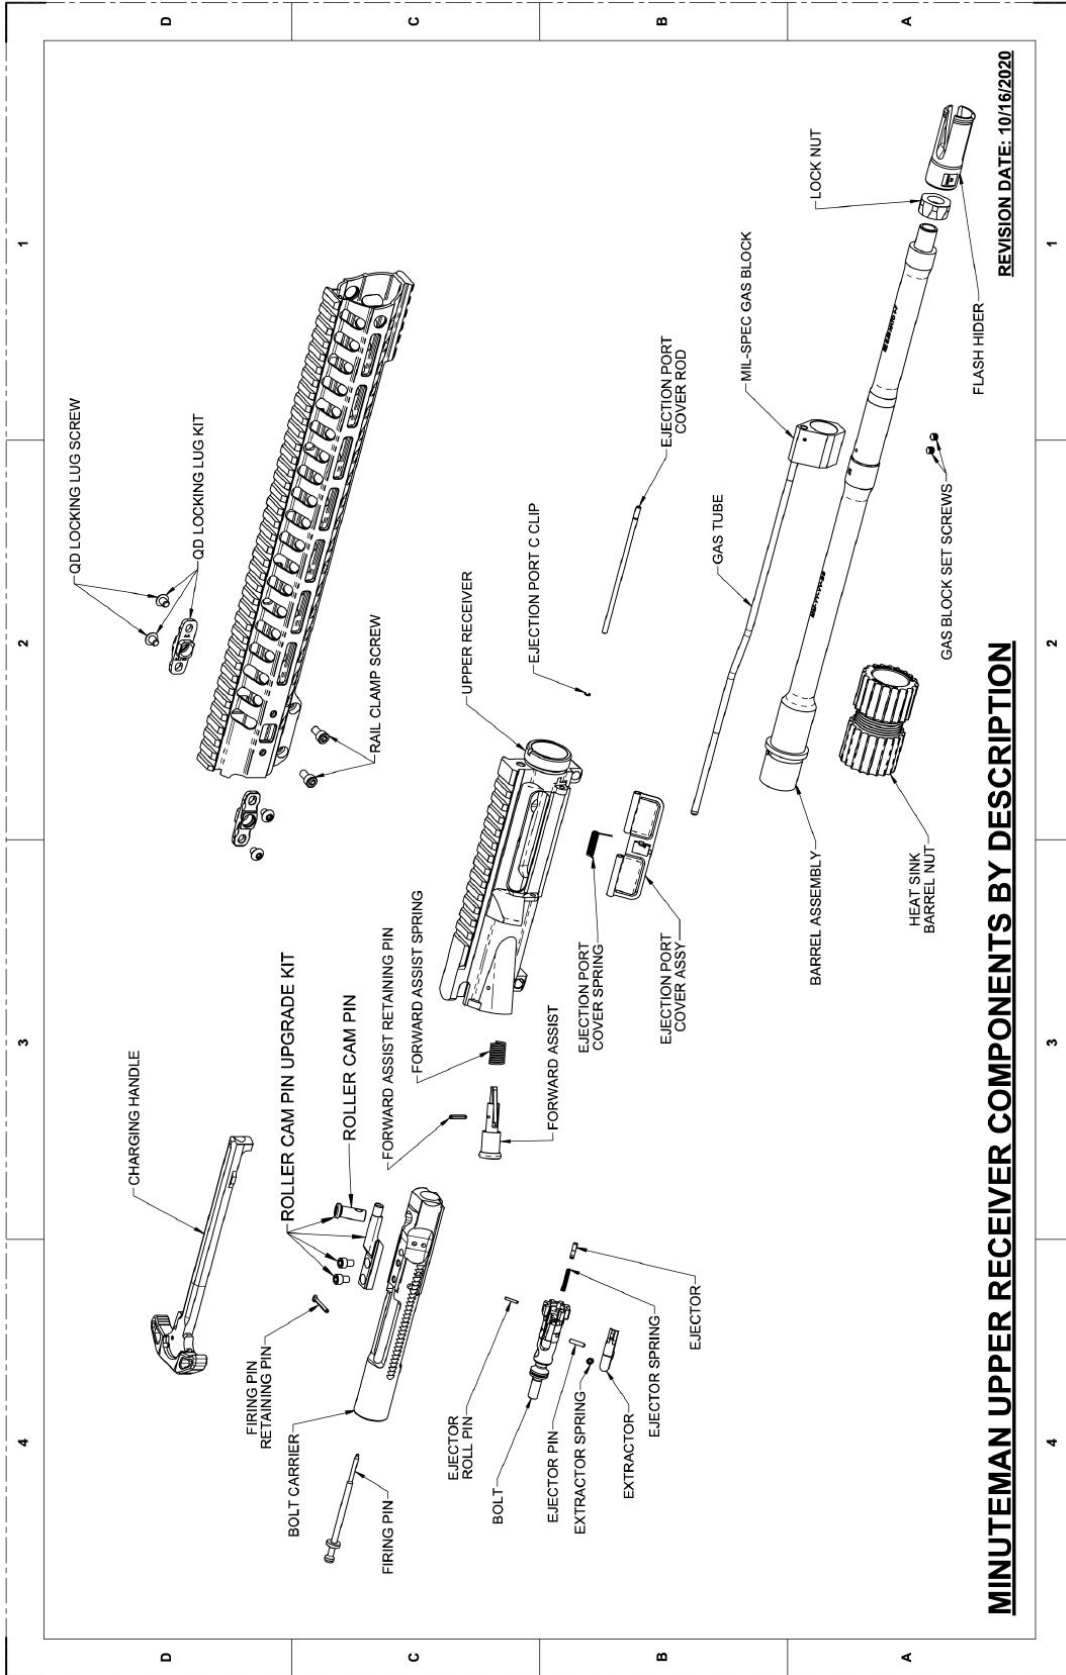 D
C
B
A
4
3
2
1
CHARGING HANDLE
FIRING PIN
RETAINING PIN
BOLT CARRIER
FIRING PIN
ROLLER CAM PIN UPGRADE KIT
ROLLER CAM PIN
FORWARD ASSIST RETAINING PIN
FORWARD ASSIST SPRING
FORWARD ASSIST
QD LOCKING LUG SCREW
QD LOCKING LUG KIT
RAIL CLAMP SCREW
UPPER RECEIVER
EJECTION PORT C CLIP
EJECTION PORT
COVER ROD
EJECTOR
ROLL PIN
BOLT
EJECTOR PIN
EXTRACTOR SPRING
EXTRACTOR
EJECTOR SPRING
EJECTOR
EJECTION PORT
COVER SPRING
EJECTION PORT
COVER ASSY
GAS TUBE
MIL-SPEC GAS BLOCK
LOCK NUT
BARREL ASSEMBLY
HEAT SINK
BARREL NUT
GAS BLOCK SET SCREWS
FLASH HIDER
MINUTEMAN UPPER RECEIVER COMPONENTS BY DESCRIPTION
REVISION DATE: 10/16/2020
4
3
2
1
D
C
B
A